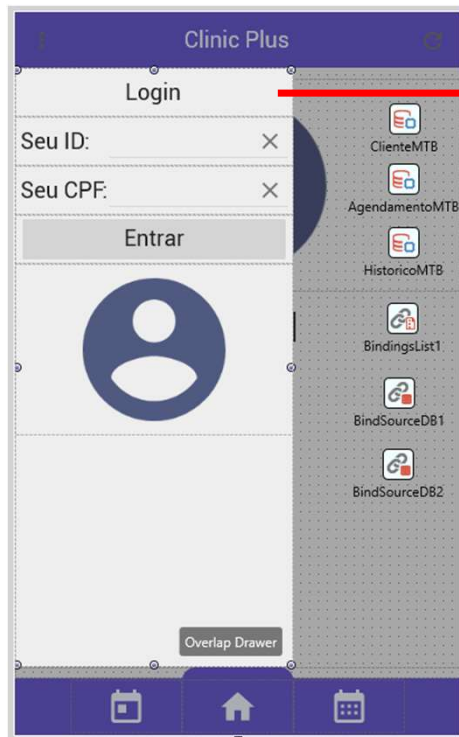 Clinic Plus
Login
Seu ID:
Seu CPF:
Entrar
Overlap Drawer
ClienteMTB
AgendamentoMTB
HistoricoMTB
BindingsList1
BindSourceDB1
BindSourceDB2